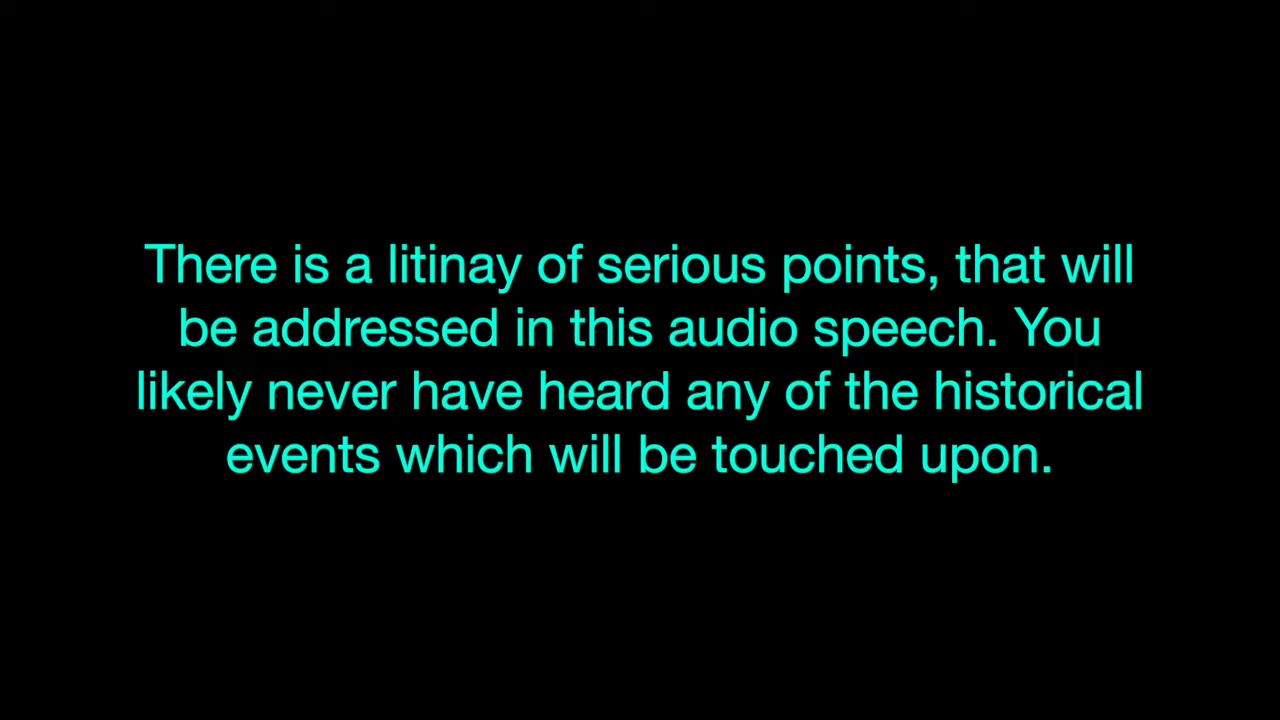 There is a litinay of serious points, that will
be addressed in this audio speech. You
likely never have heard any of the historical
events which will be touched upon.